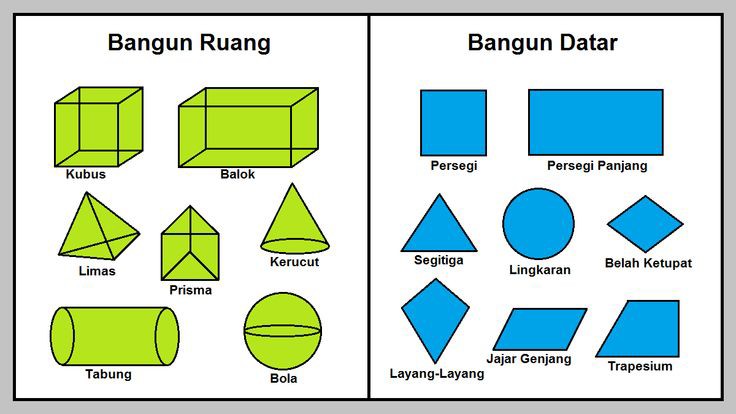 Bangun Ruang
Kubus
Balok
Limas
Prisma
Kerucut
Tabung
Bola
Bangun Datar
Persegi
Persegi Panjang
Segitiga
Lingkaran
Belah Ketupat
Layang-Layang
Jajar Genjang
Trapesium